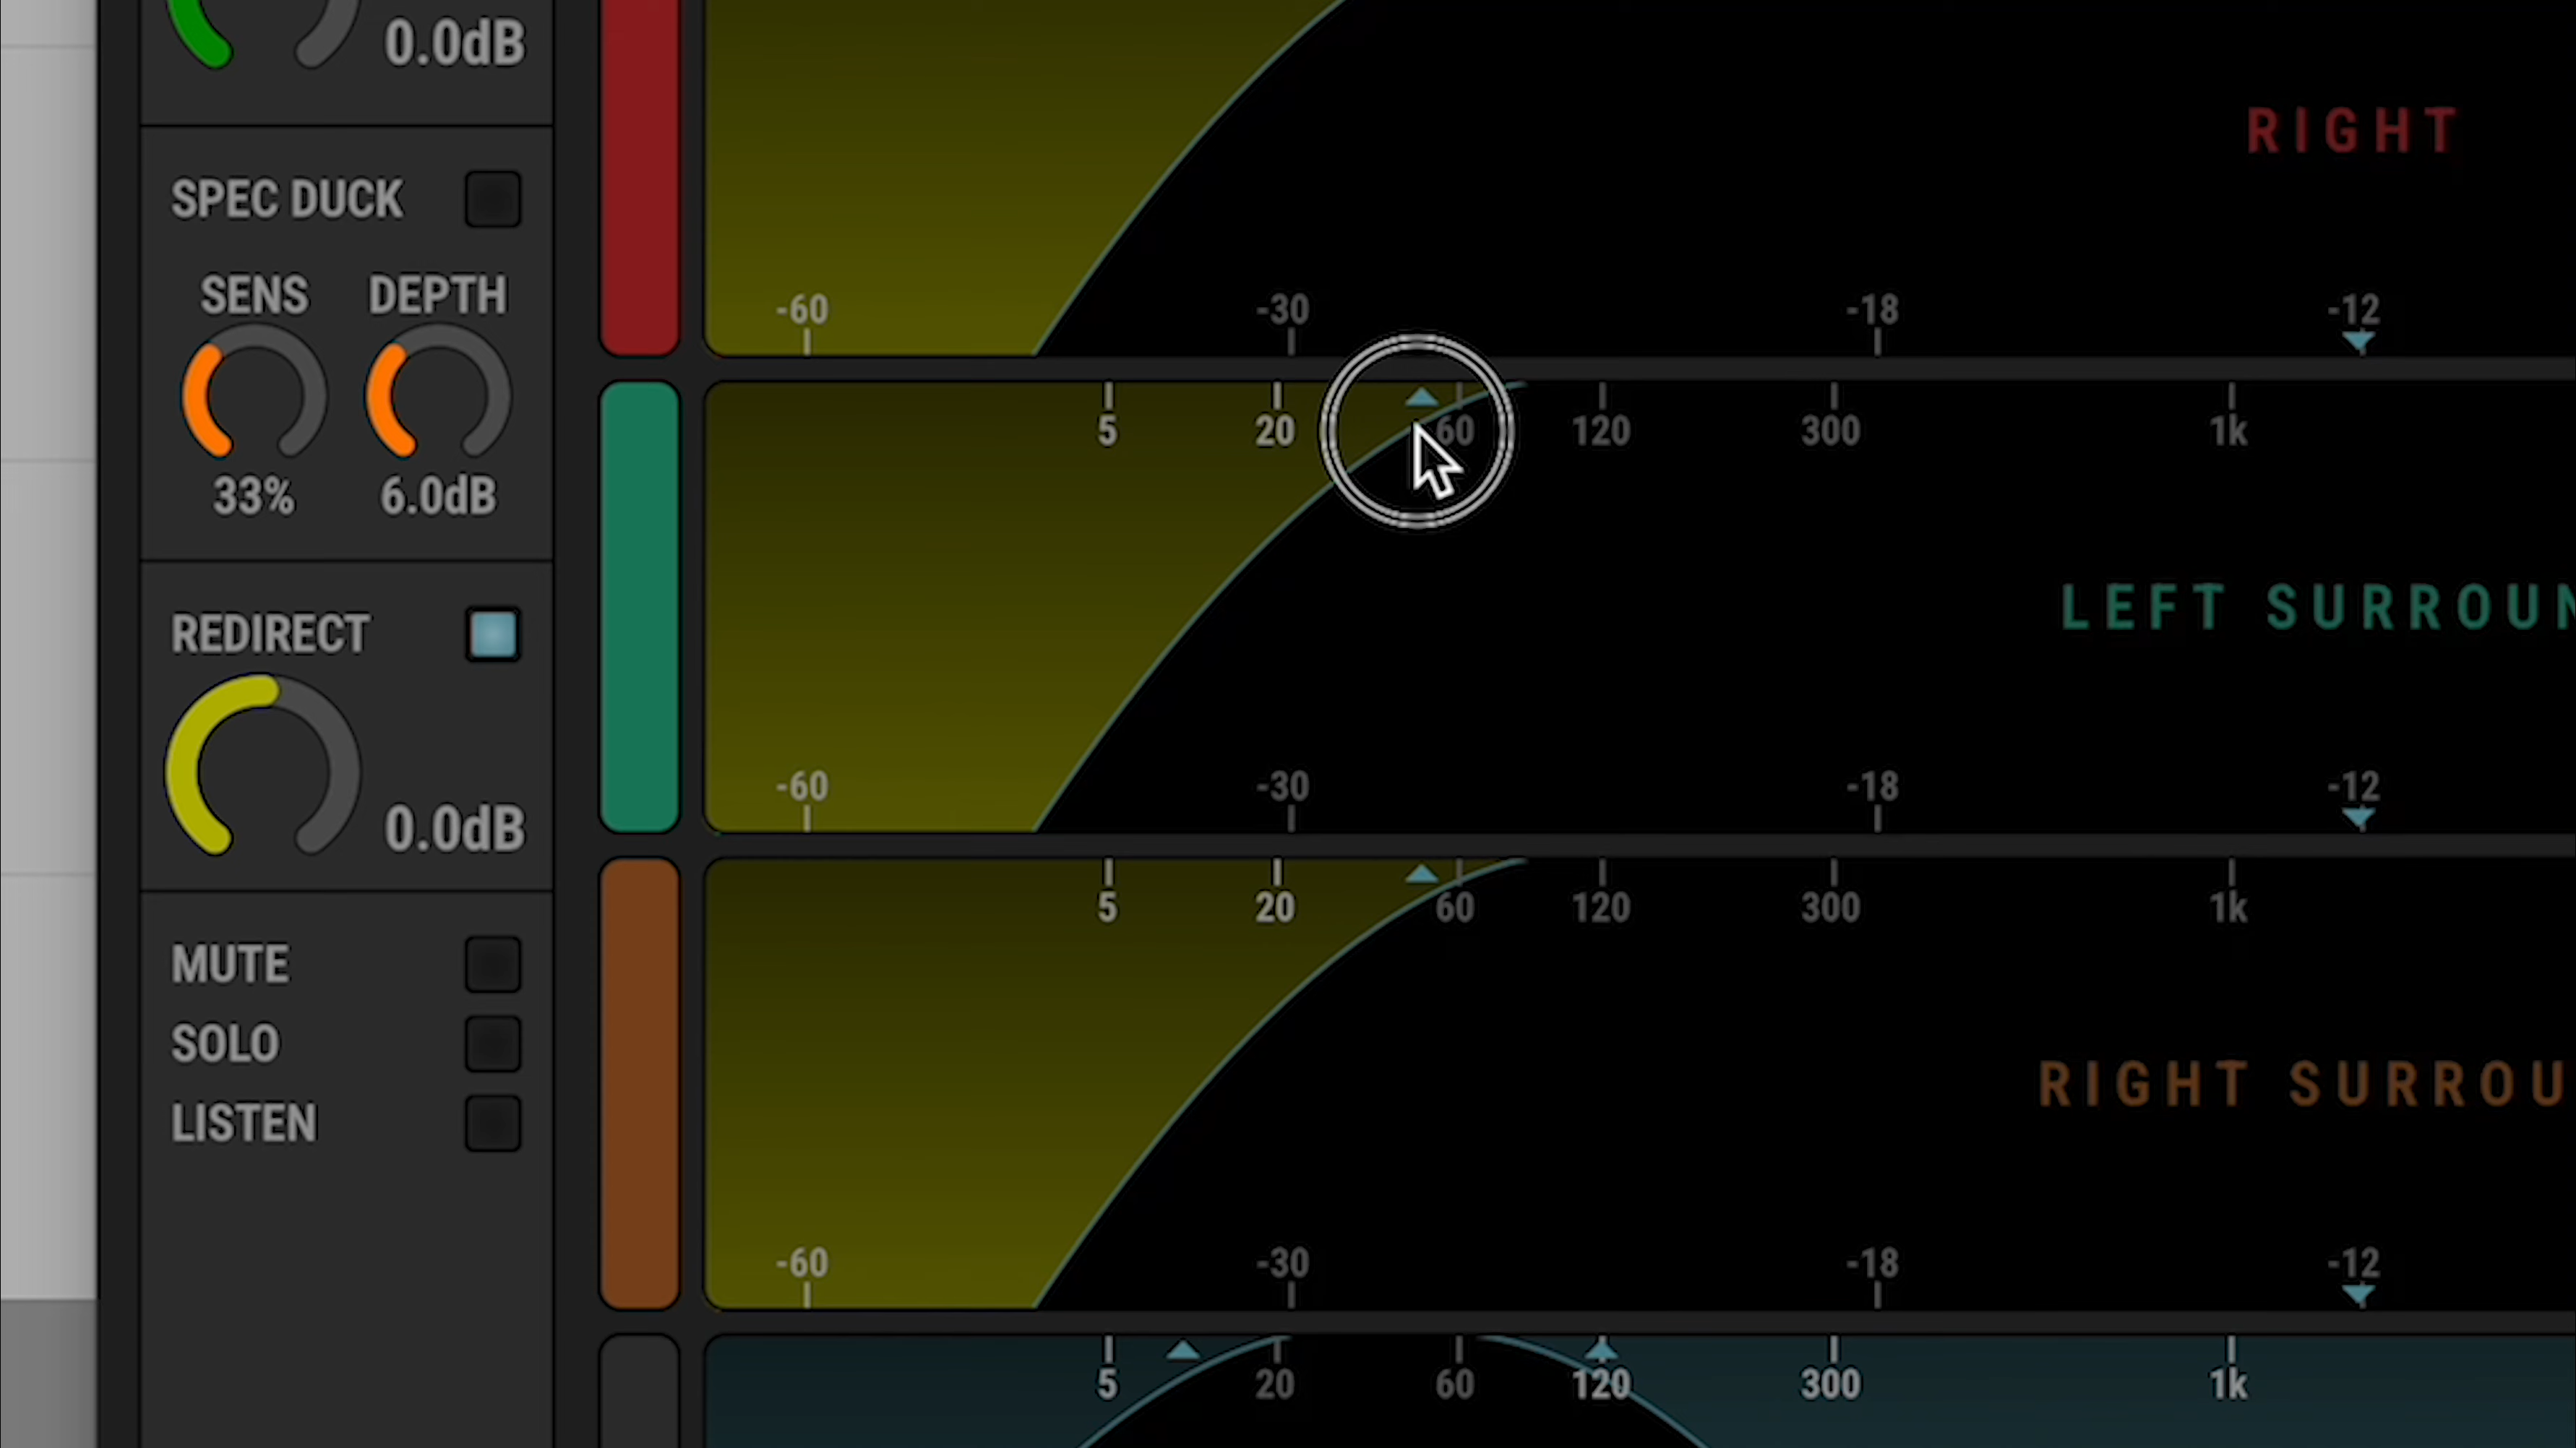 0.0dB
SPEC DUCK
SENS DEPTH
33% 6.0dB
REDIRECT
0.0dB
MUTE
SOLO
LISTEN
RIGHT
-60 -30 -18 -12
5 20 60 120 300 1k
LEFT SURROUN
-60 -30 -18 -12
5 20 60 120 300 1k
RIGHT SURROU
-60 -30 -18 -12
5 20 60 120 300 1k